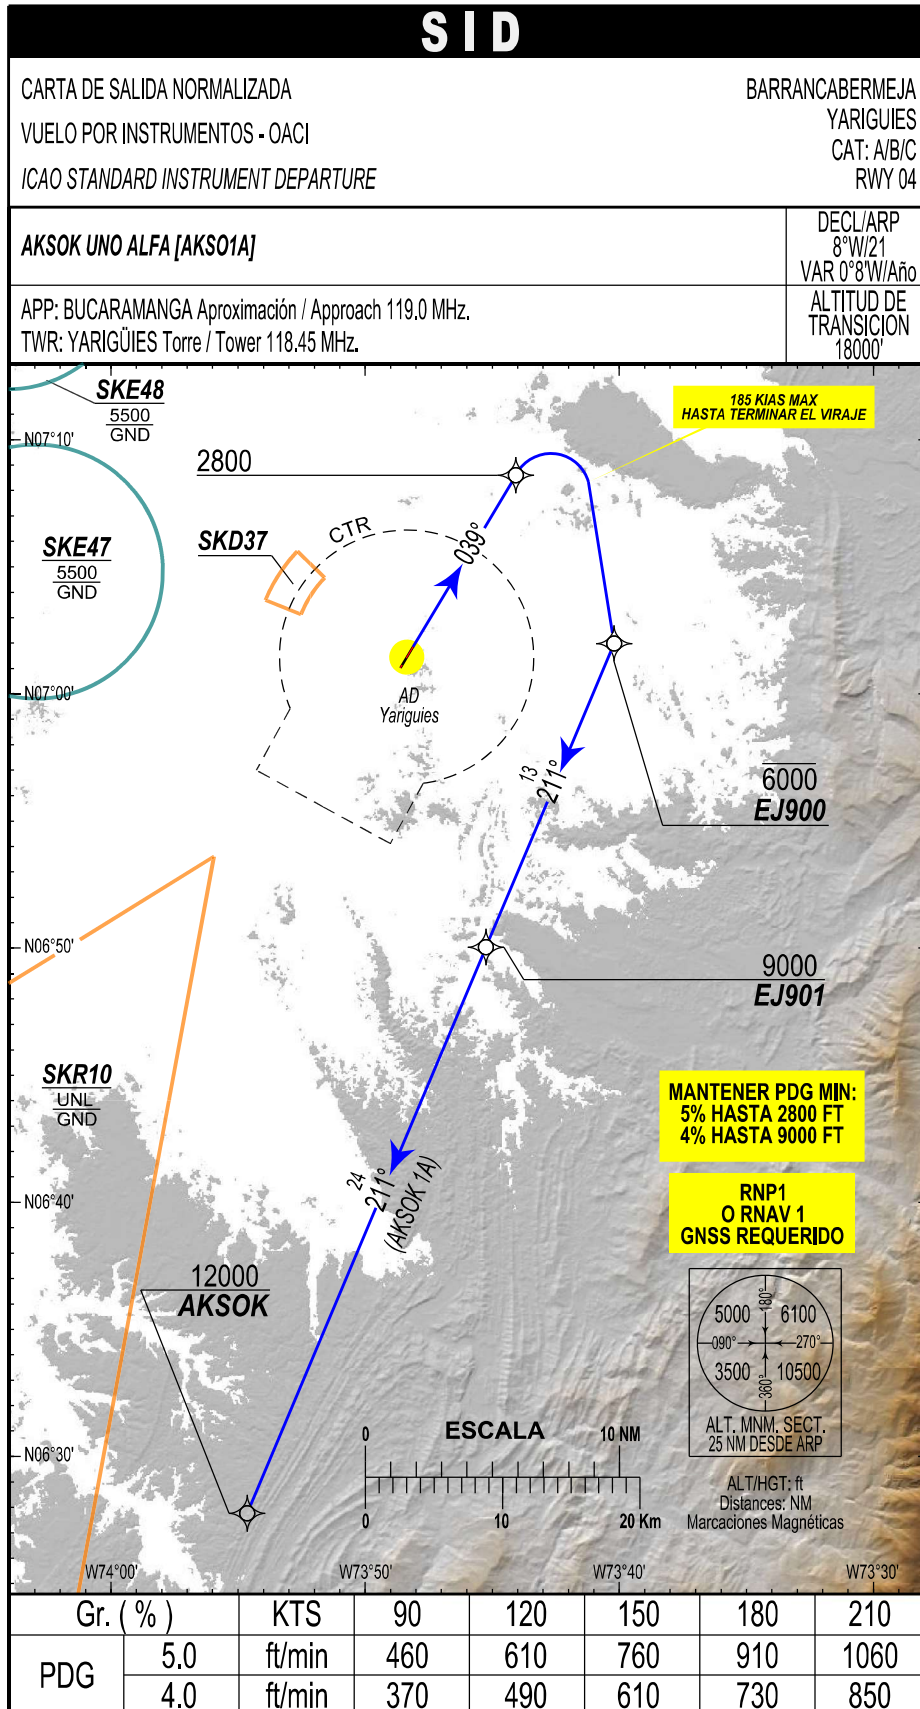 SID
CARTA DE SALIDA NORMALIZADA
VUELO POR INSTRUMENTOS - OACI
ICAO STANDARD INSTRUMENT DEPARTURE
BARRANCABERMEJA
YARIGUIES
CAT: A/B/C
RWY 04
AKSOK UNO ALFA [AKSO1A]
DECL/ARP
8°W/21
VAR 0°8'W/Año
APP: BUCARAMANGA Aproximación / Approach 119.0 MHz.
TWR: YARIGÜIES Torre / Tower 118.45 MHz.
ALTITUD DE
TRANSICION
18000'
SKE48
5500
GND
185 KIAS MAX
HASTA TERMINAR EL VIRAJE
N07°10'
2800
CTR
039°
SKD37
SKE47
5500
GND
N07°00'
AD
Yariguies
13
211°
6000
EJ900
N06°50'
9000
EJ901
SKR10
UNL
GND
MANTENER PDG MIN:
5% HASTA 2800 FT
4% HASTA 9000 FT
24
211°
(AKSOK 1A)
N06°40'
RNP1
O RNAV 1
GNSS REQUERIDO
12000
AKSOK
5000
180°
6100
090°
270°
3500
360°
10500
ALT. MNM. SECT.
25 NM DESDE ARP
ESCALA
0
10 NM
0
10
20 Km
N06°30'
ALT/HGT: ft
Distances: NM
Marcaciones Magnéticas
W74°00'
W73°50'
W73°40'
W73°30'
Gr. ( % )
KTS
90
120
150
180
210
PDG
5.0
ft/min
460
610
760
910
1060
4.0
ft/min
370
490
610
730
850